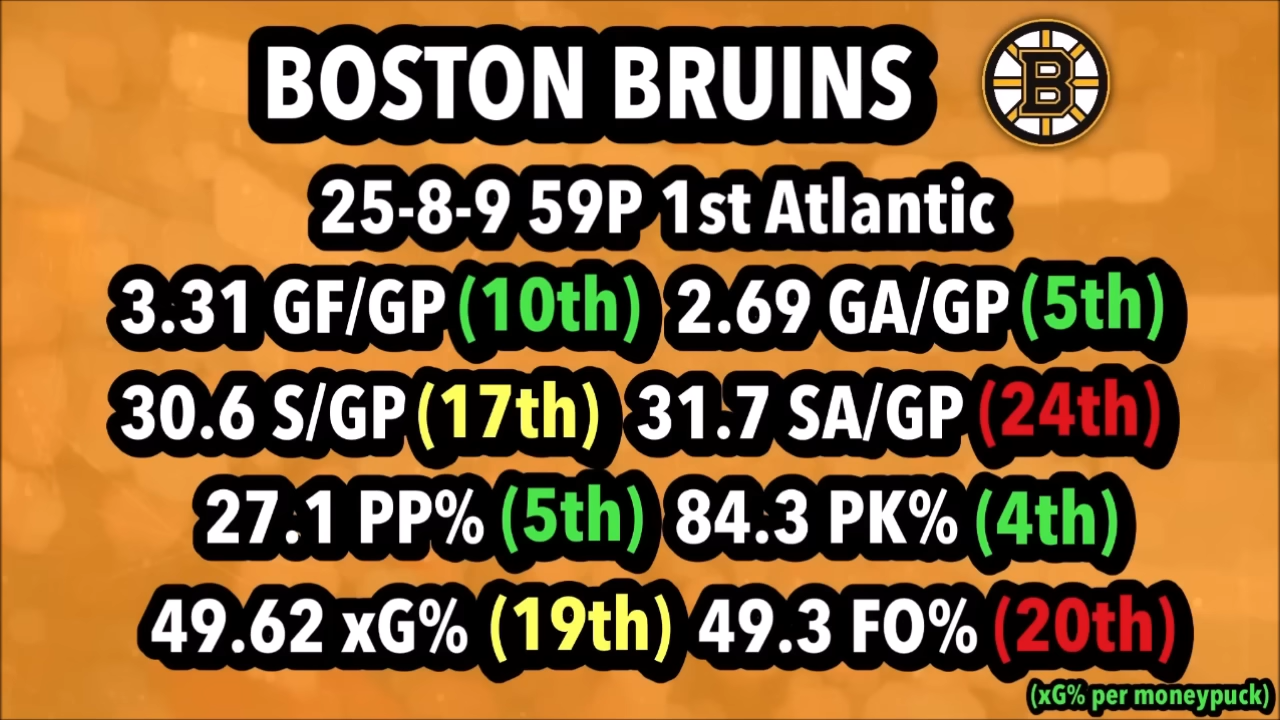 BOSTON BRUINS B
25-8-9 59P 1st Atlantic
3.31 GF/GP (10th) 2.69 GA/GP (5th)
30.6 S/GP (17th) 31.7 SA/GP (24th)
27.1 PP% (5th) 84.3 PK% (4th)
49.62 xG% (19th) 49.3 FO% (20th)
(xG% per moneypuck)